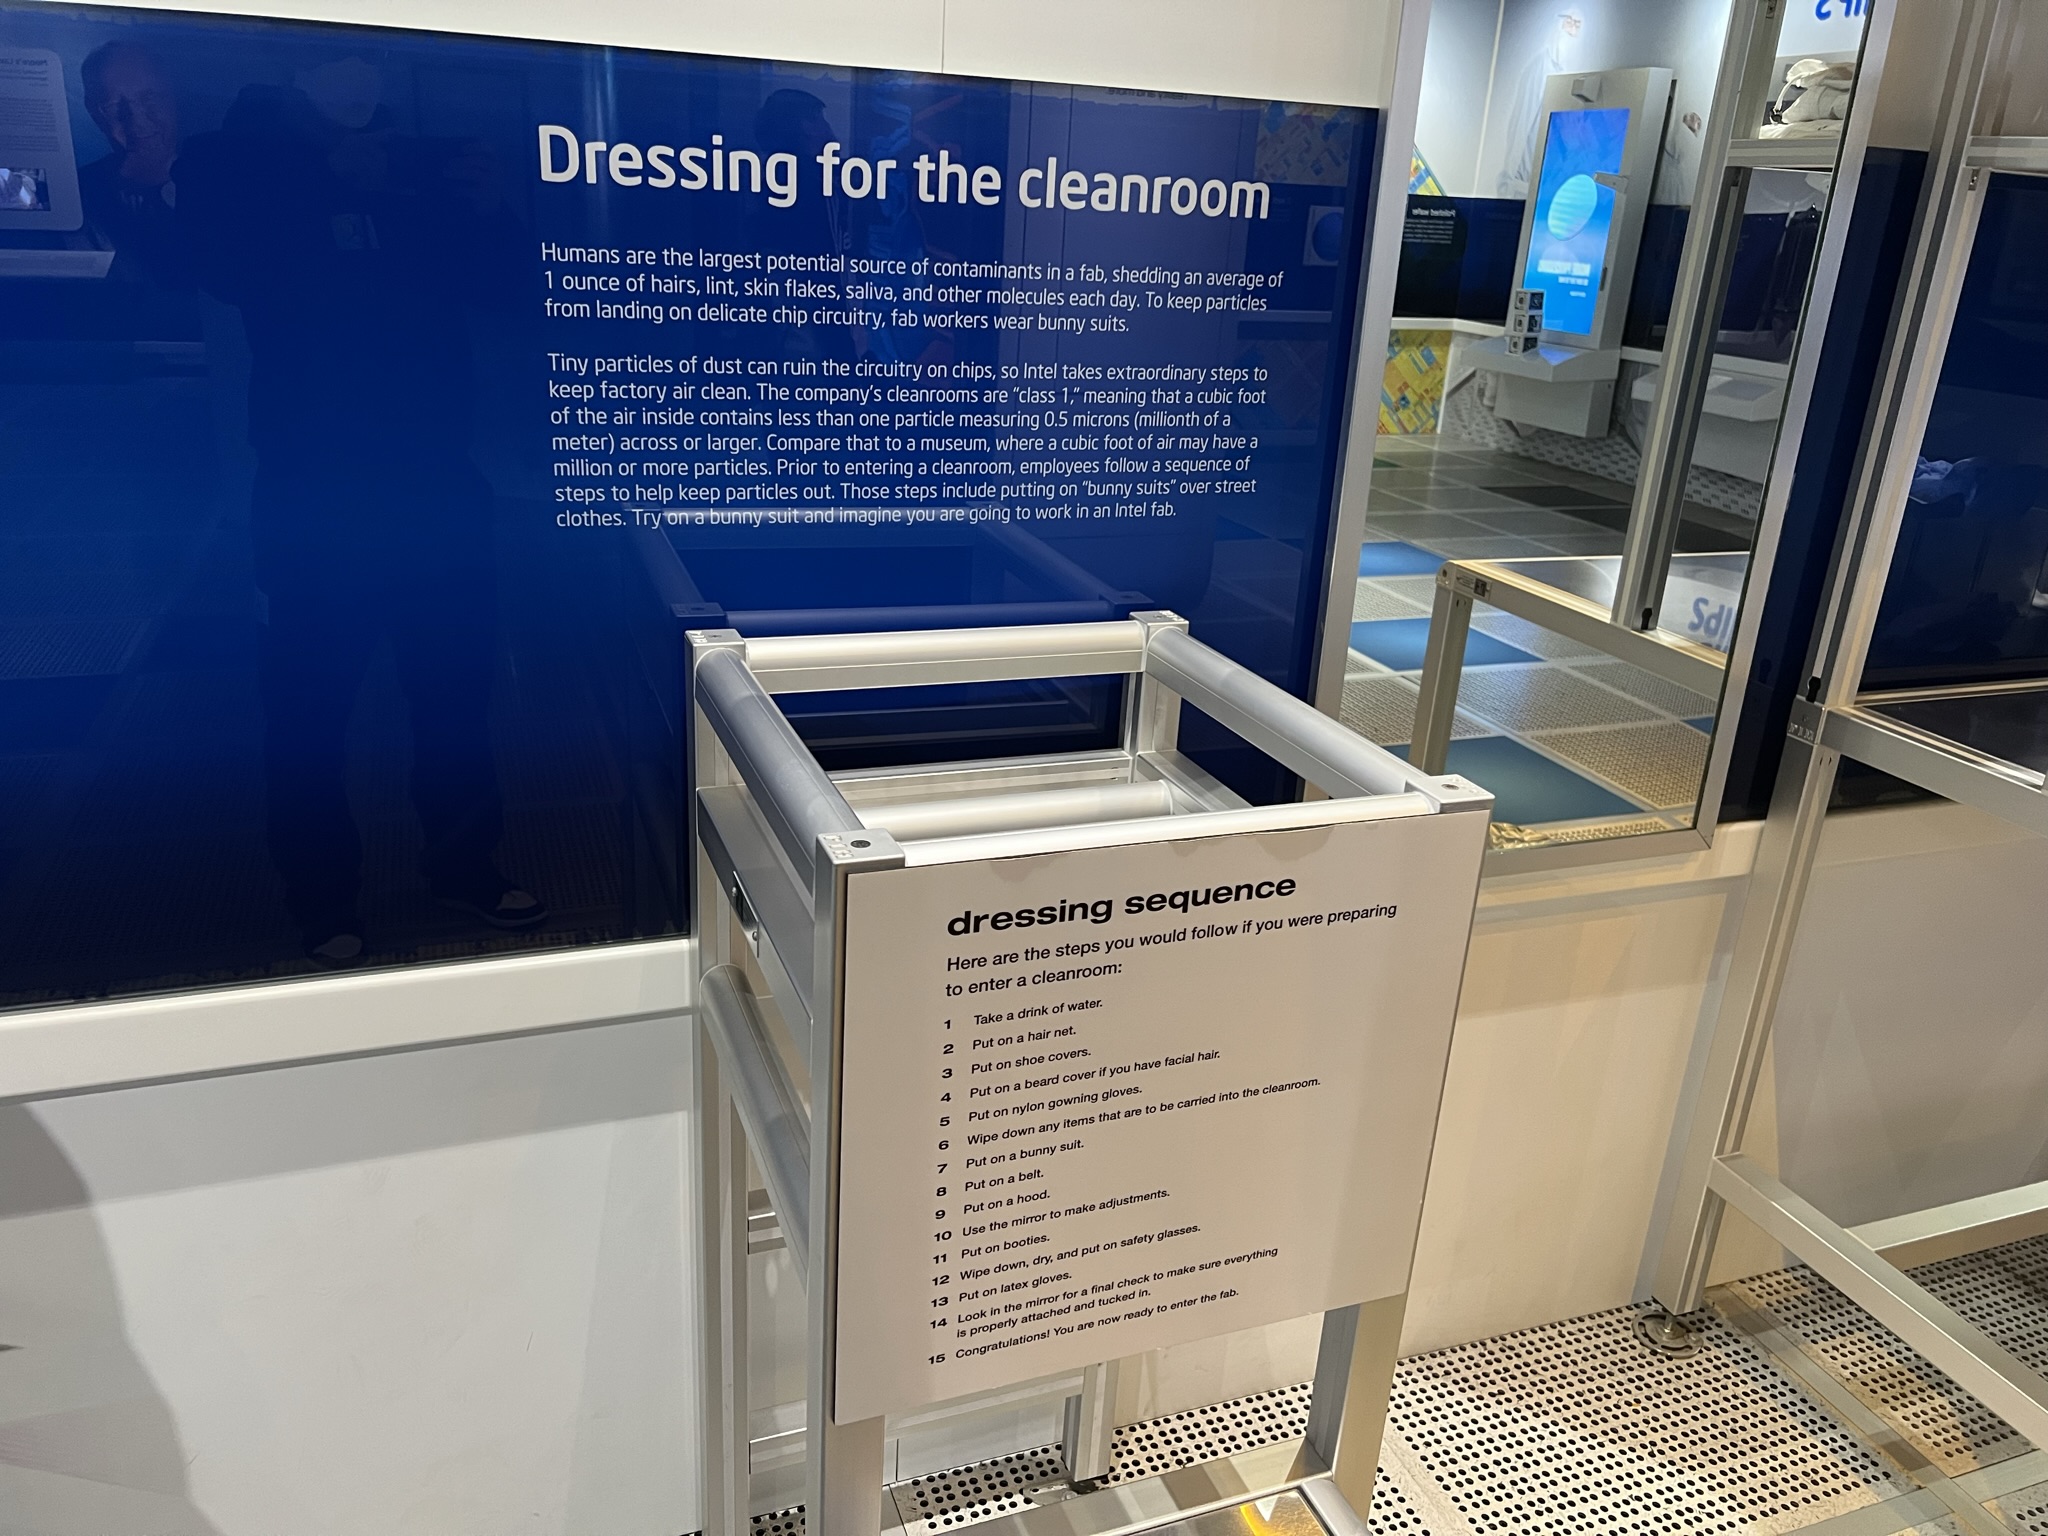 Dressing for the cleanroom
Humans are the largest potential source of contaminants in a fab, shedding an average of
1 ounce of hairs, lint, skin flakes, saliva, and other molecules each day. To keep particles
from landing on delicate chip circuitry, fab workers wear bunny suits.
Tiny particles of dust can ruin the circuitry on chips, so Intel takes extraordinary steps to
keep factory air clean. The company's cleanrooms are "class 1," meaning that a cubic foot
of the air inside contains less than one particle measuring 0.5 microns (millionth of a
meter) across or larger. Compare that to a museum, where a cubic foot of air may have a
million or more particles. Prior to entering a cleanroom, employees follow a sequence of
steps to help keep particles out. Those steps include putting on "bunny suits" over street
clothes. Try on a bunny suit and imagine you are going to work in an Intel fab.
dressing sequence
Here are the steps you would follow if you were preparing
to enter a cleanroom:
1 Take a drink of water.
2 Put on a hair net.
3 Put on shoe covers.
4 Put on a beard cover if you have facial hair.
5 Put on nylon gowning gloves.
6 Wipe down any items that are to be carried into the cleanroom.
7 Put on a bunny suit.
8 Put on a belt.
9 Put on a hood.
10 Use the mirror to make adjustments.
11 Put on booties.
12 Wipe down, dry, and put on safety glasses.
13 Put on latex gloves.
14 Look in the mirror for a final check to make sure everything
is properly attached and tucked in.
15 Congratulations! You are now ready to enter the fab.
Polished wafer